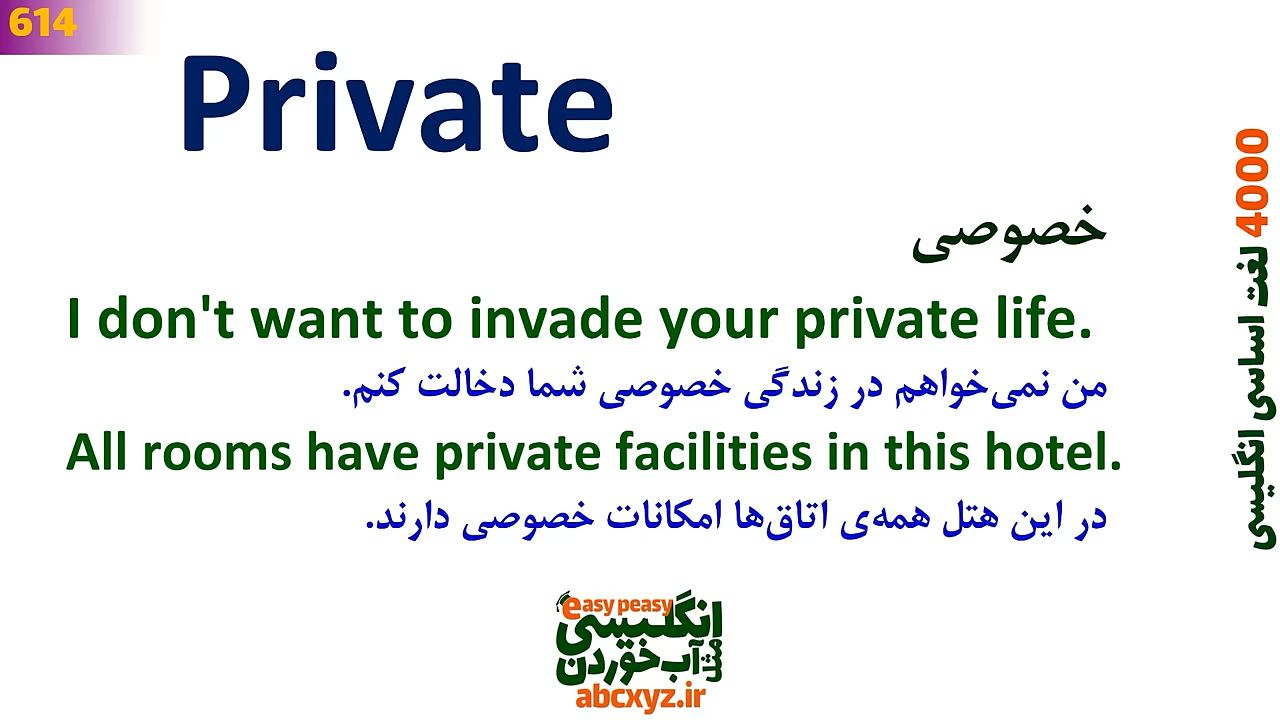 614
Private
خصوصی
I don't want to invade your private life.
من نمی‌خواهم در زندگی خصوصی شما دخالت کنم.
All rooms have private facilities in this hotel.
در این هتل همه‌ی اتاق‌ها امکانات خصوصی دارند.
4000 لغت اساسی انگلیسی
easy peasy
انگلیسی
مثل آب خوردن
abcxyz.ir